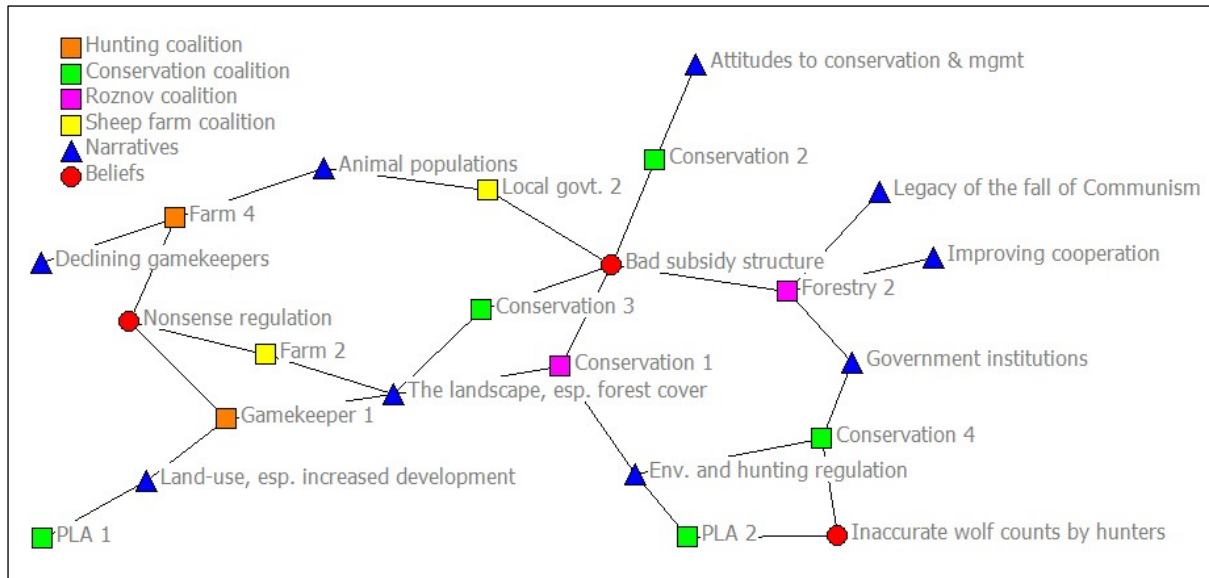 Hunting coalition
Conservation coalition
Roznov coalition
Sheep farm coalition
Narratives
Beliefs
Attitudes to conservation & mgmt
Conservation 2
Animal populations
Local govt. 2
Legacy of the fall of Communism
Farm 4
Declining gamekeepers
Bad subsidy structure
Improving cooperation
Forestry 2
Conservation 3
Nonsense regulation
Farm 2
Conservation 1
Government institutions
The landscape, esp. forest cover
Gamekeeper 1
Conservation 4
Land-use, esp. increased development
Env. and hunting regulation
PLA 1
PLA 2
Inaccurate wolf counts by hunters